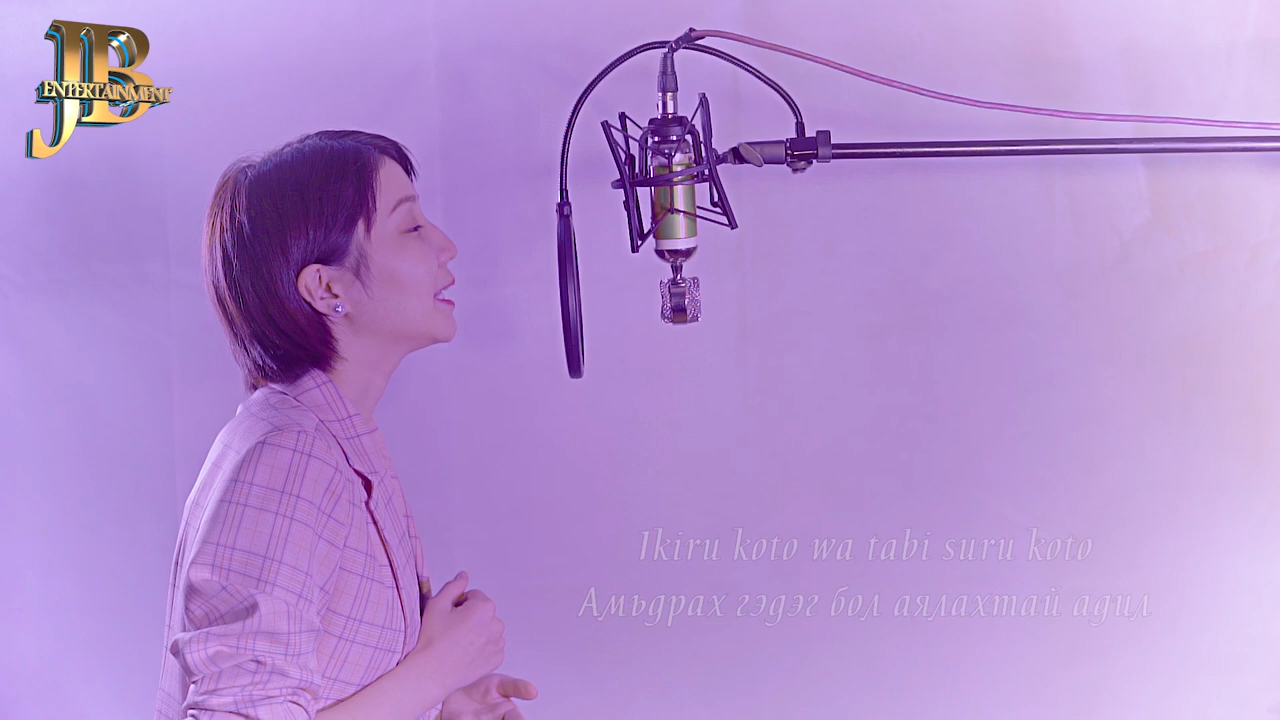 JB
ENTERTAINMENT
Ikiru koto wa tabi suru koto
Амьдрах гэдэг бол аялахтай адил